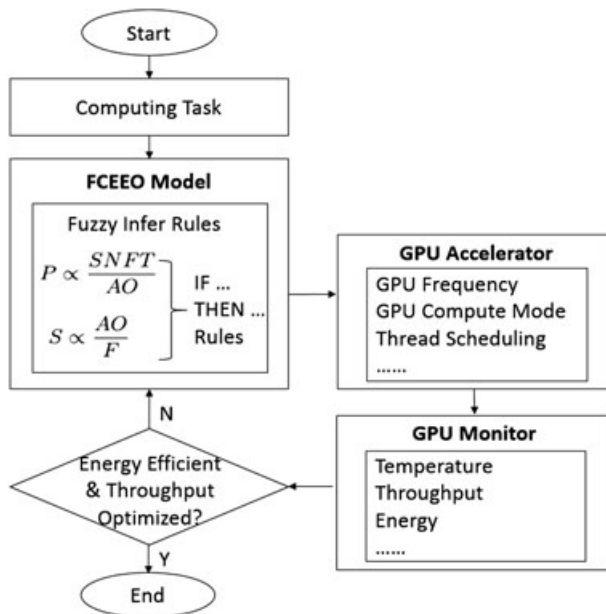 Start
Computing Task
FCEEO Model
Fuzzy Infer Rules
P ∝ SNFT / AO
S ∝ AO / F
IF ...
THEN ...
Rules
GPU Accelerator
GPU Frequency
GPU Compute Mode
Thread Scheduling
......
GPU Monitor
Temperature
Throughput
Energy
......
N
Energy Efficient
& Throughput
Optimized?
Y
End